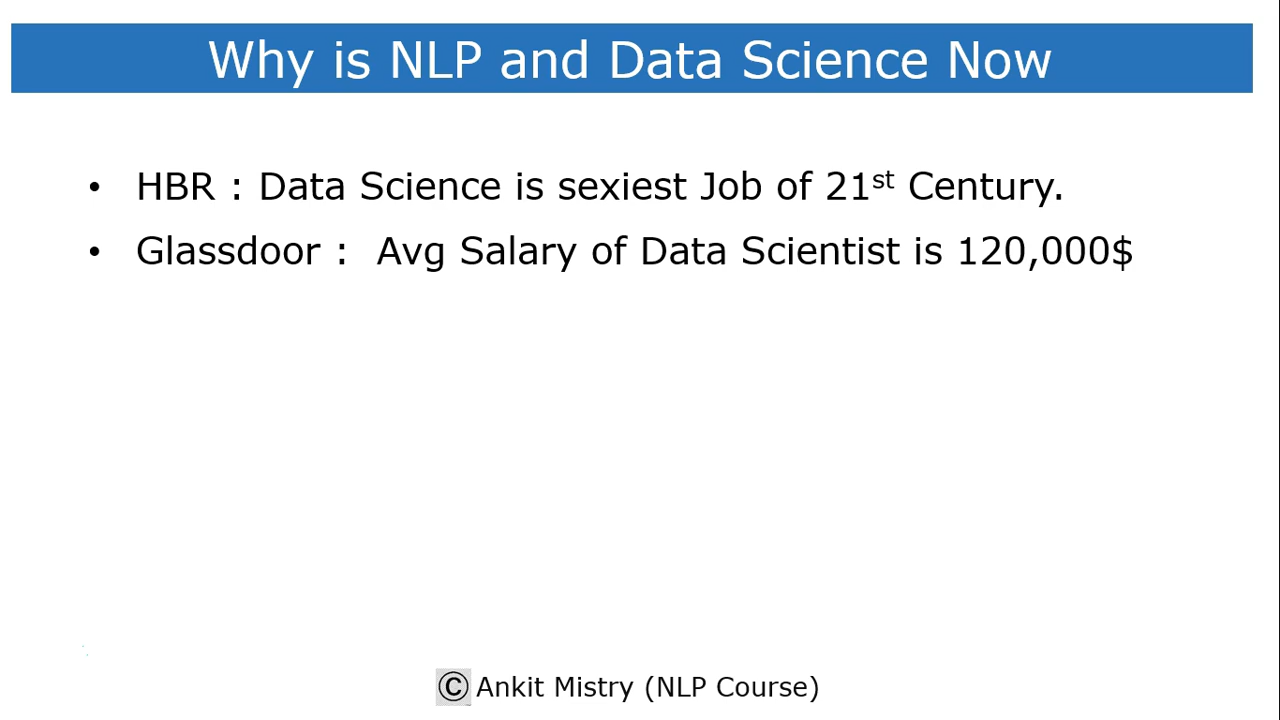 Why is NLP and Data Science Now
• HBR : Data Science is sexiest Job of 21st Century.
• Glassdoor :  Avg Salary of Data Scientist is 120,000$
© Ankit Mistry (NLP Course)